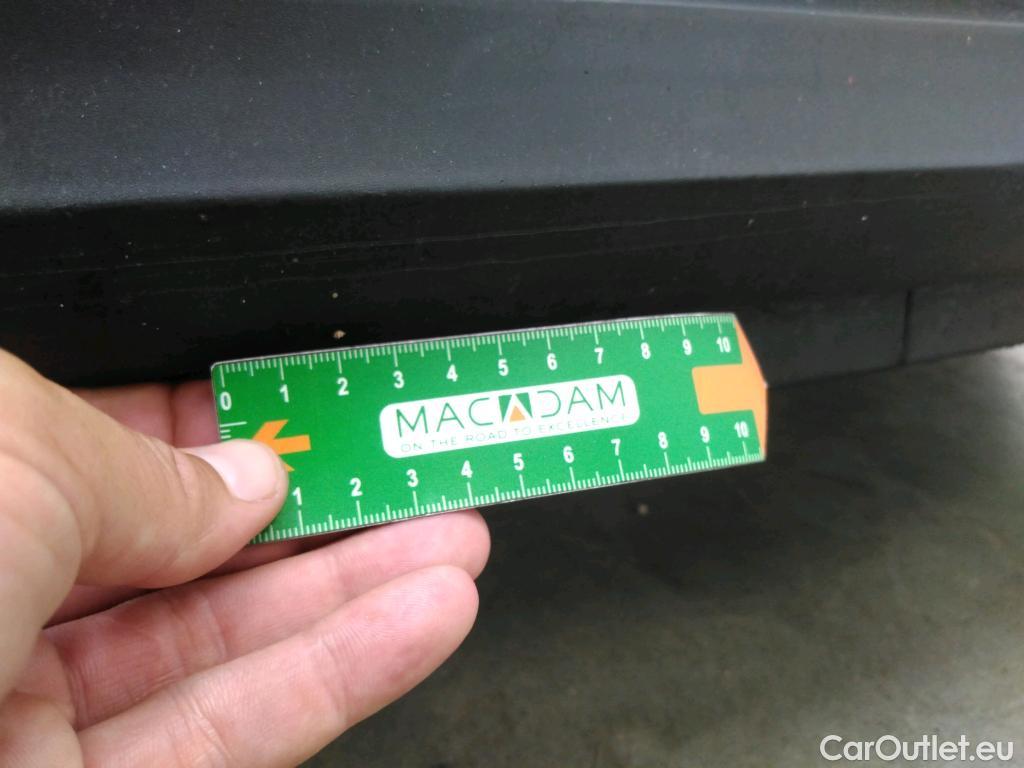 0 1 2 3 4 5 6 7 8 9 10
MACADAM
ON THE ROAD TO EXCELLENCE
1 2 3 4 5 6 7 8 9 10
CarOutlet.eu